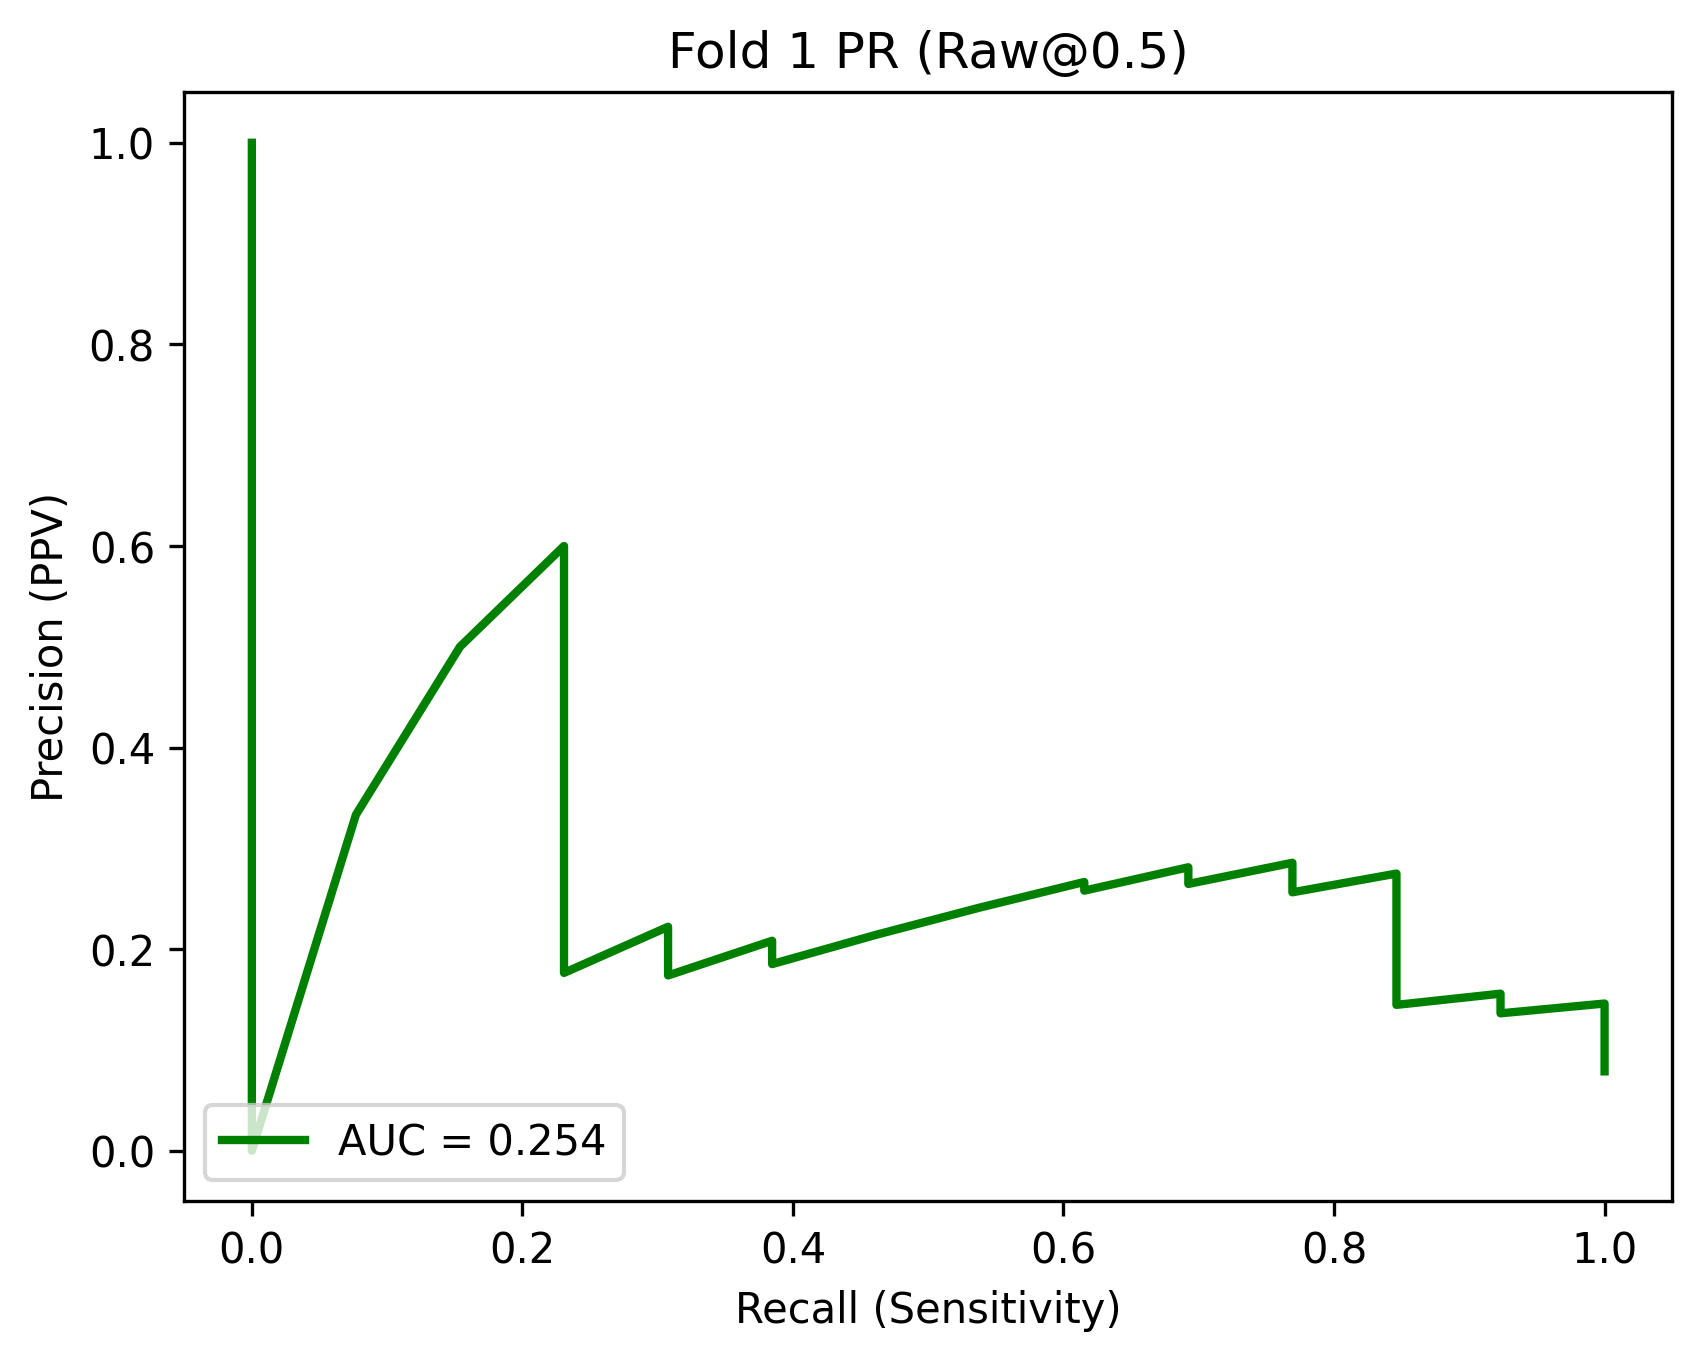 Fold 1 PR (Raw@0.5)
Precision (PPV)
1.0
0.8
0.6
0.4
0.2
0.0
AUC = 0.254
0.0 0.2 0.4 0.6 0.8 1.0
Recall (Sensitivity)